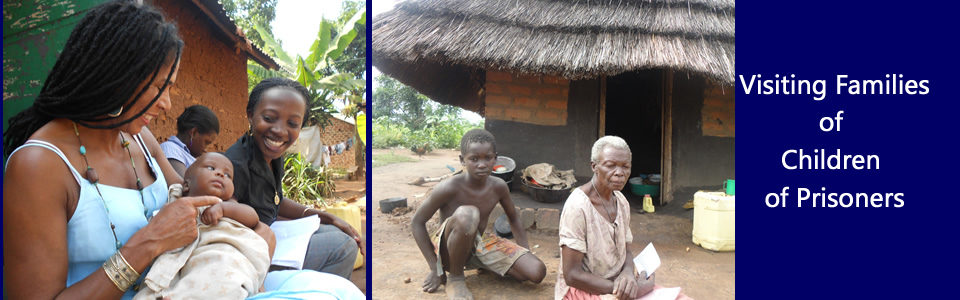 Visiting Families
of
Children
of Prisoners